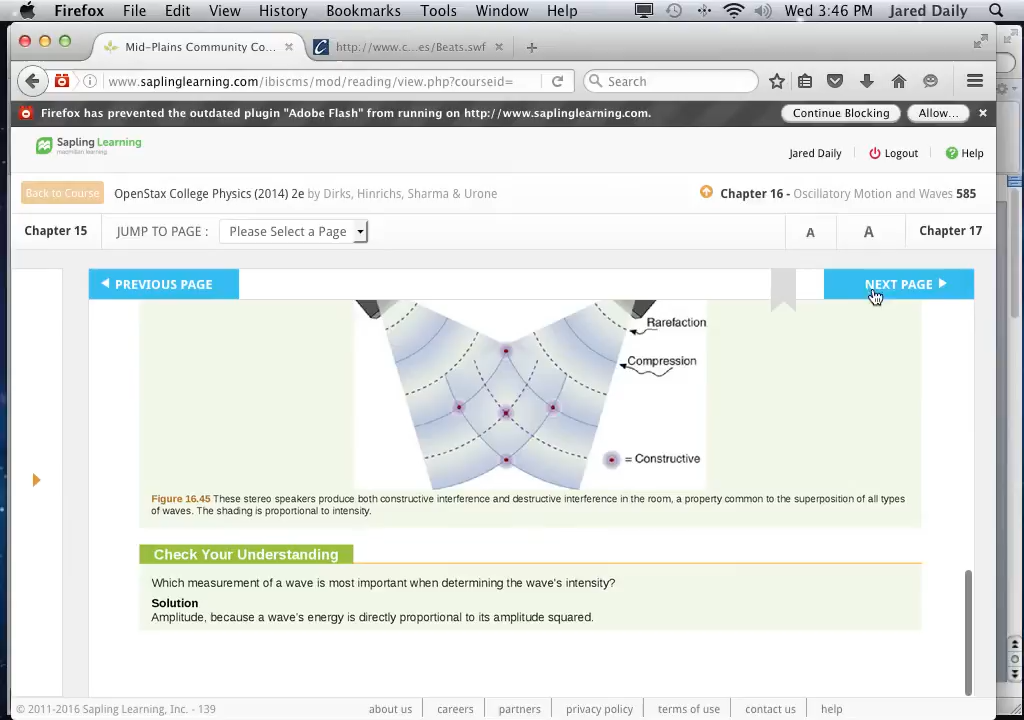 Firefox File Edit View History Bookmarks Tools Window Help Wed 3:46 PM Jared Daily
Mid-Plains Community Co... × http://www.c...es/Beats.swf ×
www.saplinglearning.com/ibiscms/mod/reading/view.php?courseid= Search
Firefox has prevented the outdated plugin "Adobe Flash" from running on http://www.saplinglearning.com. Continue Blocking Allow...
Sapling Learning
macmillan learning
Jared Daily Logout Help
Back to Course OpenStax College Physics (2014) 2e by Dirks, Hinrichs, Sharma & Urone Chapter 16 - Oscillatory Motion and Waves 585
Chapter 15 JUMP TO PAGE : Please Select a Page A A Chapter 17
PREVIOUS PAGE NEXT PAGE
Rarefaction
Compression
= Constructive
Figure 16.45 These stereo speakers produce both constructive interference and destructive interference in the room, a property common to the superposition of all types
of waves. The shading is proportional to intensity.
Check Your Understanding
Which measurement of a wave is most important when determining the wave's intensity?
Solution
Amplitude, because a wave's energy is directly proportional to its amplitude squared.
© 2011-2016 Sapling Learning, Inc. - 139 about us careers partners privacy policy terms of use contact us help